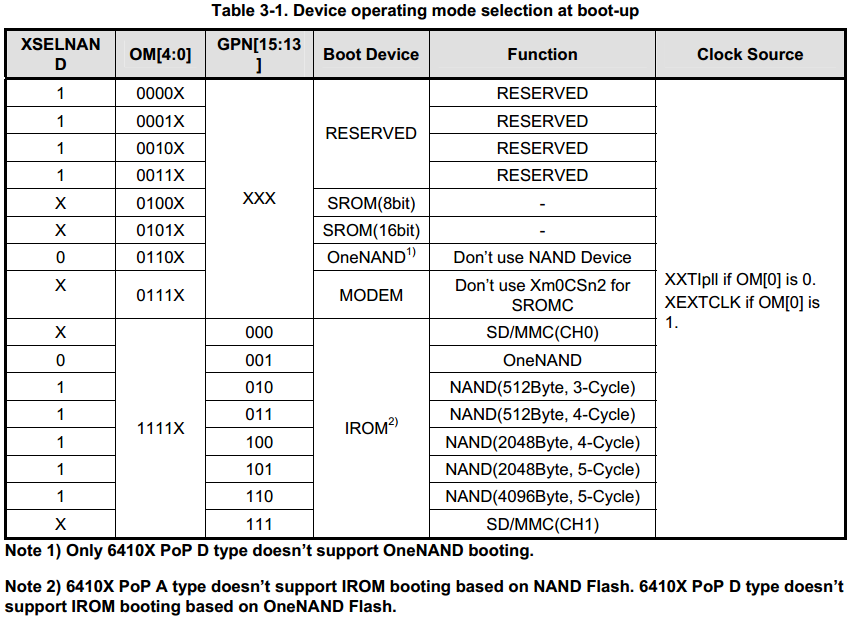 Table 3-1. Device operating mode selection at boot-up
XSELNAN
D
OM[4:0]
GPN[15:13
]
Boot Device
Function
Clock Source
1
0000X
XXX
RESERVED
RESERVED
XXTIpll if OM[0] is 0.
XEXTCLK if OM[0] is
1.
1
0001X
RESERVED
1
0010X
RESERVED
1
0011X
RESERVED
X
0100X
SROM(8bit)
-
X
0101X
SROM(16bit)
-
0
0110X
OneNAND1)
Don’t use NAND Device
X
0111X
MODEM
Don’t use Xm0CSn2 for
SROMC
X
1111X
000
IROM2)
SD/MMC(CH0)
0
001
OneNAND
1
010
NAND(512Byte, 3-Cycle)
1
011
NAND(512Byte, 4-Cycle)
1
100
NAND(2048Byte, 4-Cycle)
1
101
NAND(2048Byte, 5-Cycle)
1
110
NAND(4096Byte, 5-Cycle)
X
111
SD/MMC(CH1)
Note 1) Only 6410X PoP D type doesn’t support OneNAND booting.
Note 2) 6410X PoP A type doesn’t support IROM booting based on NAND Flash. 6410X PoP D type doesn’t
support IROM booting based on OneNAND Flash.